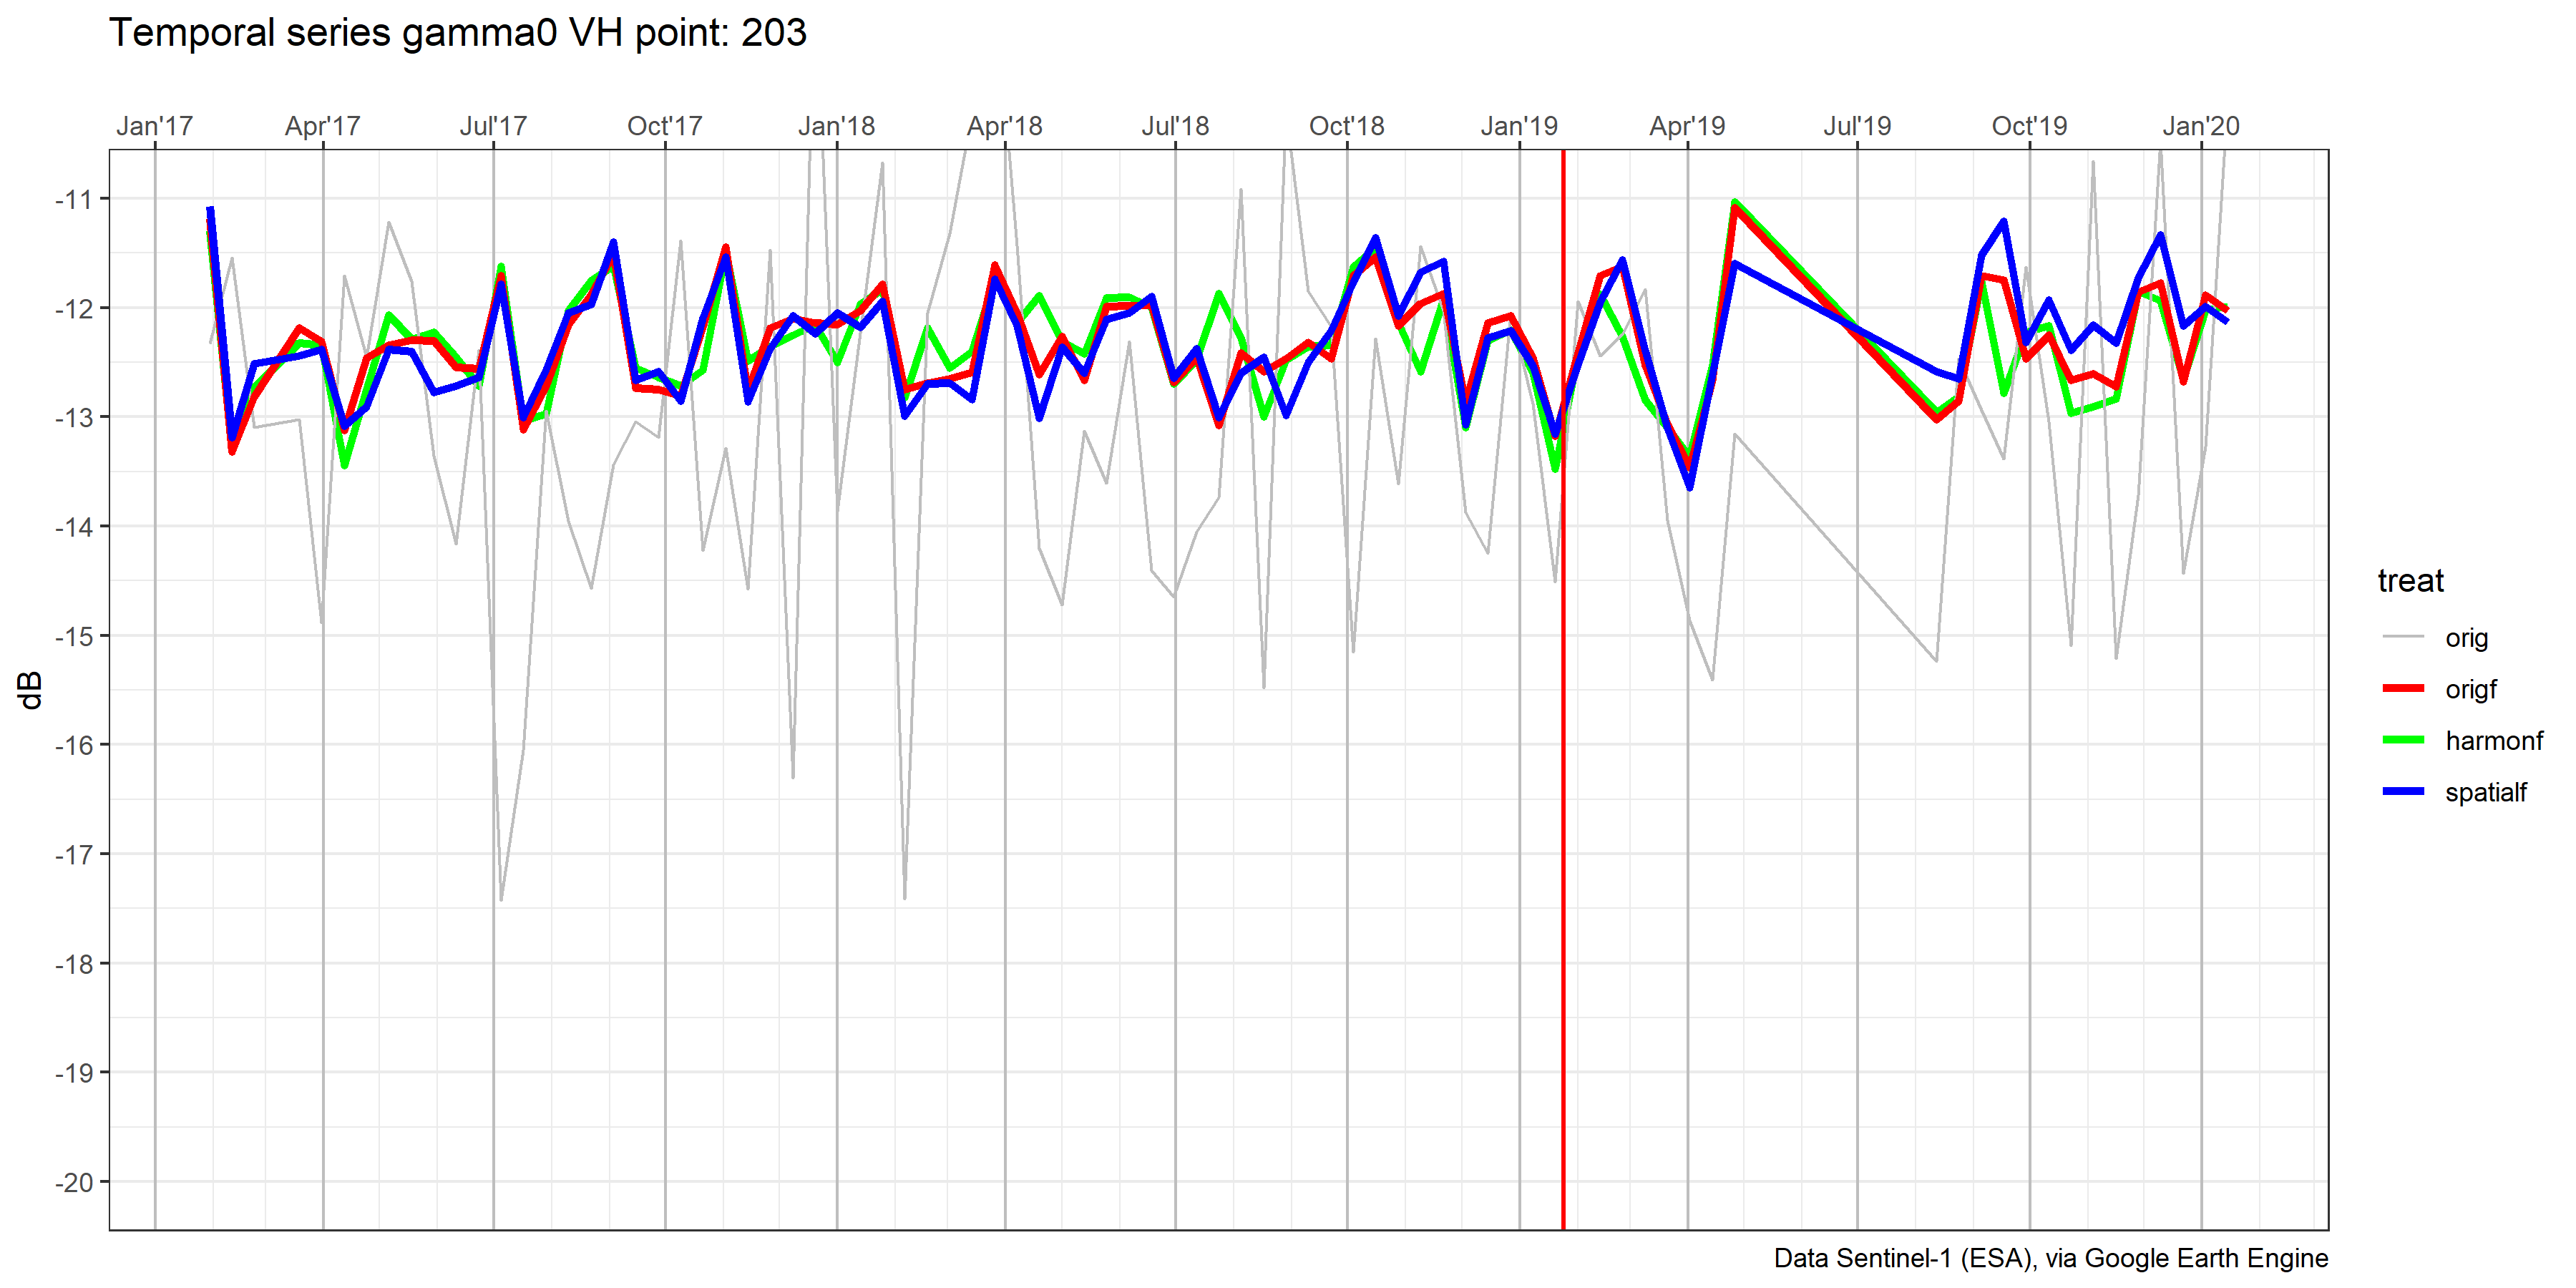 Temporal series gamma0 VH point: 203
Jan'17 Apr'17 Jul'17 Oct'17 Jan'18 Apr'18 Jul'18 Oct'18 Jan'19 Apr'19 Jul'19 Oct'19 Jan'20
-11
-12
-13
-14
-15
-16
-17
-18
-19
-20
dB
treat
orig
origf
harmonf
spatialf
Data Sentinel-1 (ESA), via Google Earth Engine